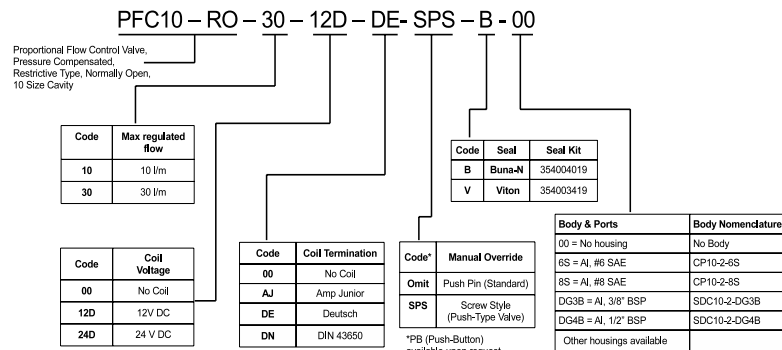 PFC10 – RO – 30 – 12D – DE- SPS – B - 00
Proportional Flow Control Valve,
Pressure Compensated,
Restrictive Type, Normally Open,
10 Size Cavity
Code Max regulated flow
10 10 l/m
30 30 l/m
Code Coil Voltage
00 No Coil
12D 12V DC
24D 24 V DC
Code Coil Termination
00 No Coil
AJ Amp Junior
DE Deutsch
DN DIN 43650
Code* Manual Override
Omit Push Pin (Standard)
SPS Screw Style (Push-Type Valve)
*PB (Push-Button)
available upon request
Code Seal Seal Kit
B Buna-N 354004019
V Viton 354003419
Body & Ports Body Nomenclature
00 = No housing No Body
6S = Al, #6 SAE CP10-2-6S
8S = Al, #8 SAE CP10-2-8S
DG3B = Al, 3/8" BSP SDC10-2-DG3B
DG4B = Al, 1/2" BSP SDC10-2-DG4B
Other housings available